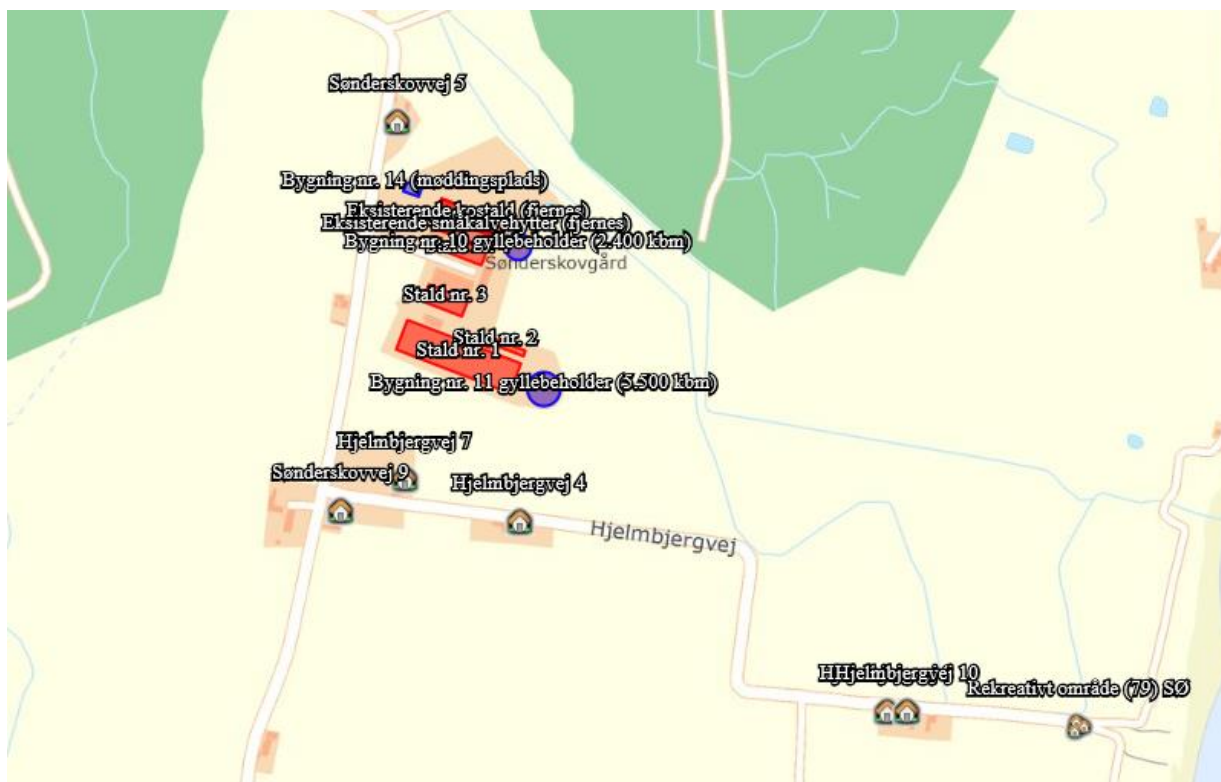 Sønderskovvej 5
Bygning nr. 14 (møddingsplads)
Eksisterende kostald (fjernes)
Eksisterende småkalvehytter (fjernes)
Bygning nr. 10 gyllebeholder (2.400 kbm)
Sønderskovgård
Stald nr. 3
Stald nr. 2
Stald nr. 1
Bygning nr. 11 gyllebeholder (5.500 kbm)
Hjelmbjergvej 7
Sønderskovvej 9
Hjelmbjergvej 4
Hjelmbjergvej
Hjelmbjergvej 10
Rekreativt område (79) SØ